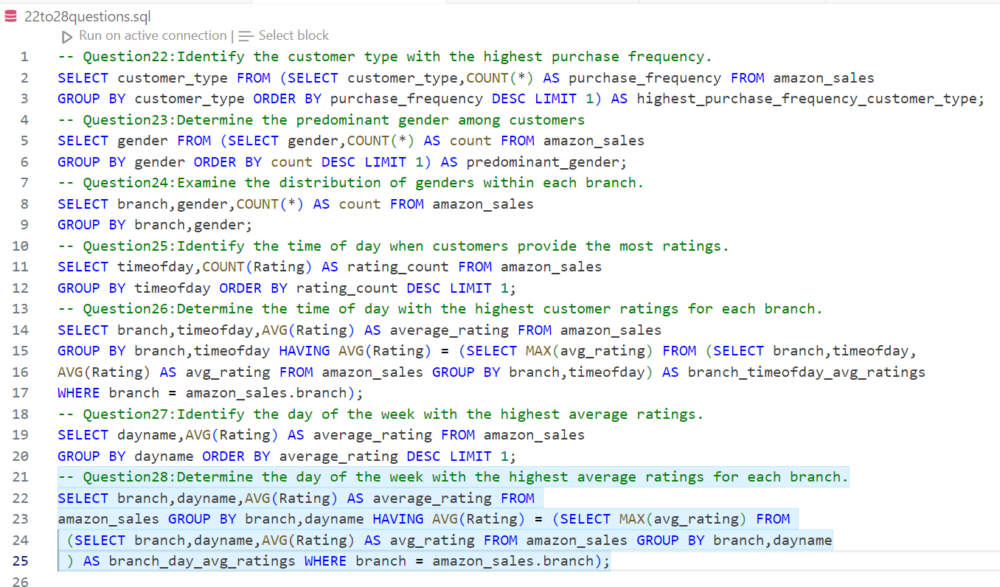 22to28questions.sql
Run on active connection | Select block
1 -- Question22:Identify the customer type with the highest purchase frequency.
2 SELECT customer_type FROM (SELECT customer_type,COUNT(*) AS purchase_frequency FROM amazon_sales
3 GROUP BY customer_type ORDER BY purchase_frequency DESC LIMIT 1) AS highest_purchase_frequency_customer_type;
4 -- Question23:Determine the predominant gender among customers
5 SELECT gender FROM (SELECT gender,COUNT(*) AS count FROM amazon_sales
6 GROUP BY gender ORDER BY count DESC LIMIT 1) AS predominant_gender;
7 -- Question24:Examine the distribution of genders within each branch.
8 SELECT branch,gender,COUNT(*) AS count FROM amazon_sales
9 GROUP BY branch,gender;
10 -- Question25:Identify the time of day when customers provide the most ratings.
11 SELECT timeofday,COUNT(Rating) AS rating_count FROM amazon_sales
12 GROUP BY timeofday ORDER BY rating_count DESC LIMIT 1;
13 -- Question26:Determine the time of day with the highest customer ratings for each branch.
14 SELECT branch,timeofday,AVG(Rating) AS average_rating FROM amazon_sales
15 GROUP BY branch,timeofday HAVING AVG(Rating) = (SELECT MAX(avg_rating) FROM (SELECT branch,timeofday,
16 AVG(Rating) AS avg_rating FROM amazon_sales GROUP BY branch,timeofday) AS branch_timeofday_avg_ratings
17 WHERE branch = amazon_sales.branch);
18 -- Question27:Identify the day of the week with the highest average ratings.
19 SELECT dayname,AVG(Rating) AS average_rating FROM amazon_sales
20 GROUP BY dayname ORDER BY average_rating DESC LIMIT 1;
21 -- Question28:Determine the day of the week with the highest average ratings for each branch.
22 SELECT branch,dayname,AVG(Rating) AS average_rating FROM
23 amazon_sales GROUP BY branch,dayname HAVING AVG(Rating) = (SELECT MAX(avg_rating) FROM
24 (SELECT branch,dayname,AVG(Rating) AS avg_rating FROM amazon_sales GROUP BY branch,dayname
25 ) AS branch_day_avg_ratings WHERE branch = amazon_sales.branch);
26